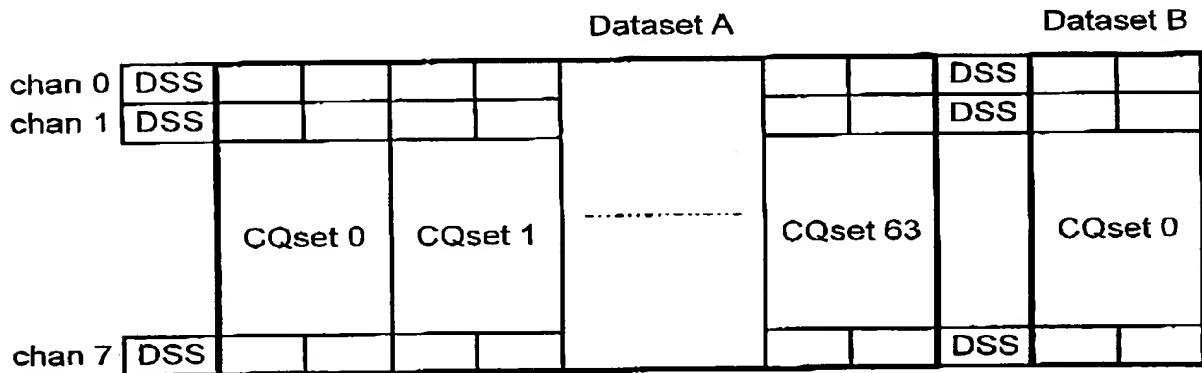 Dataset A Dataset B
chan 0 DSS DSS
chan 1 DSS DSS
CQset 0 CQset 1 CQset 63 CQset 0
chan 7 DSS DSS